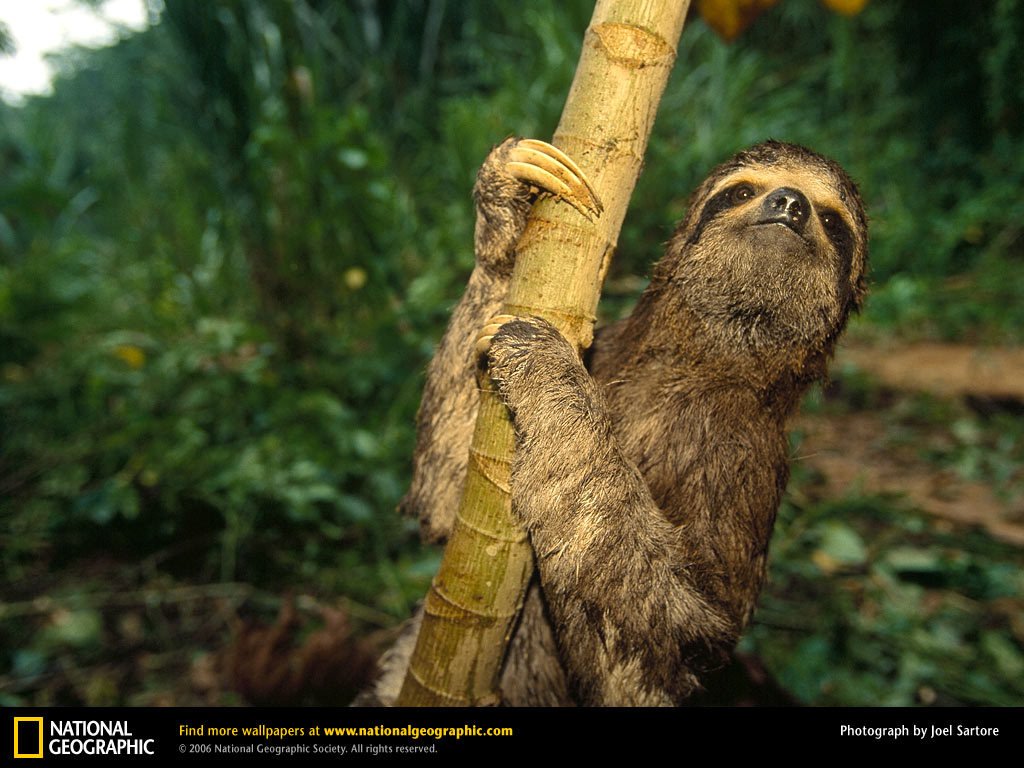 NATIONAL
GEOGRAPHIC
Find more wallpapers at www.nationalgeographic.com
© 2006 National Geographic Society. All rights reserved.
Photograph by Joel Sartore